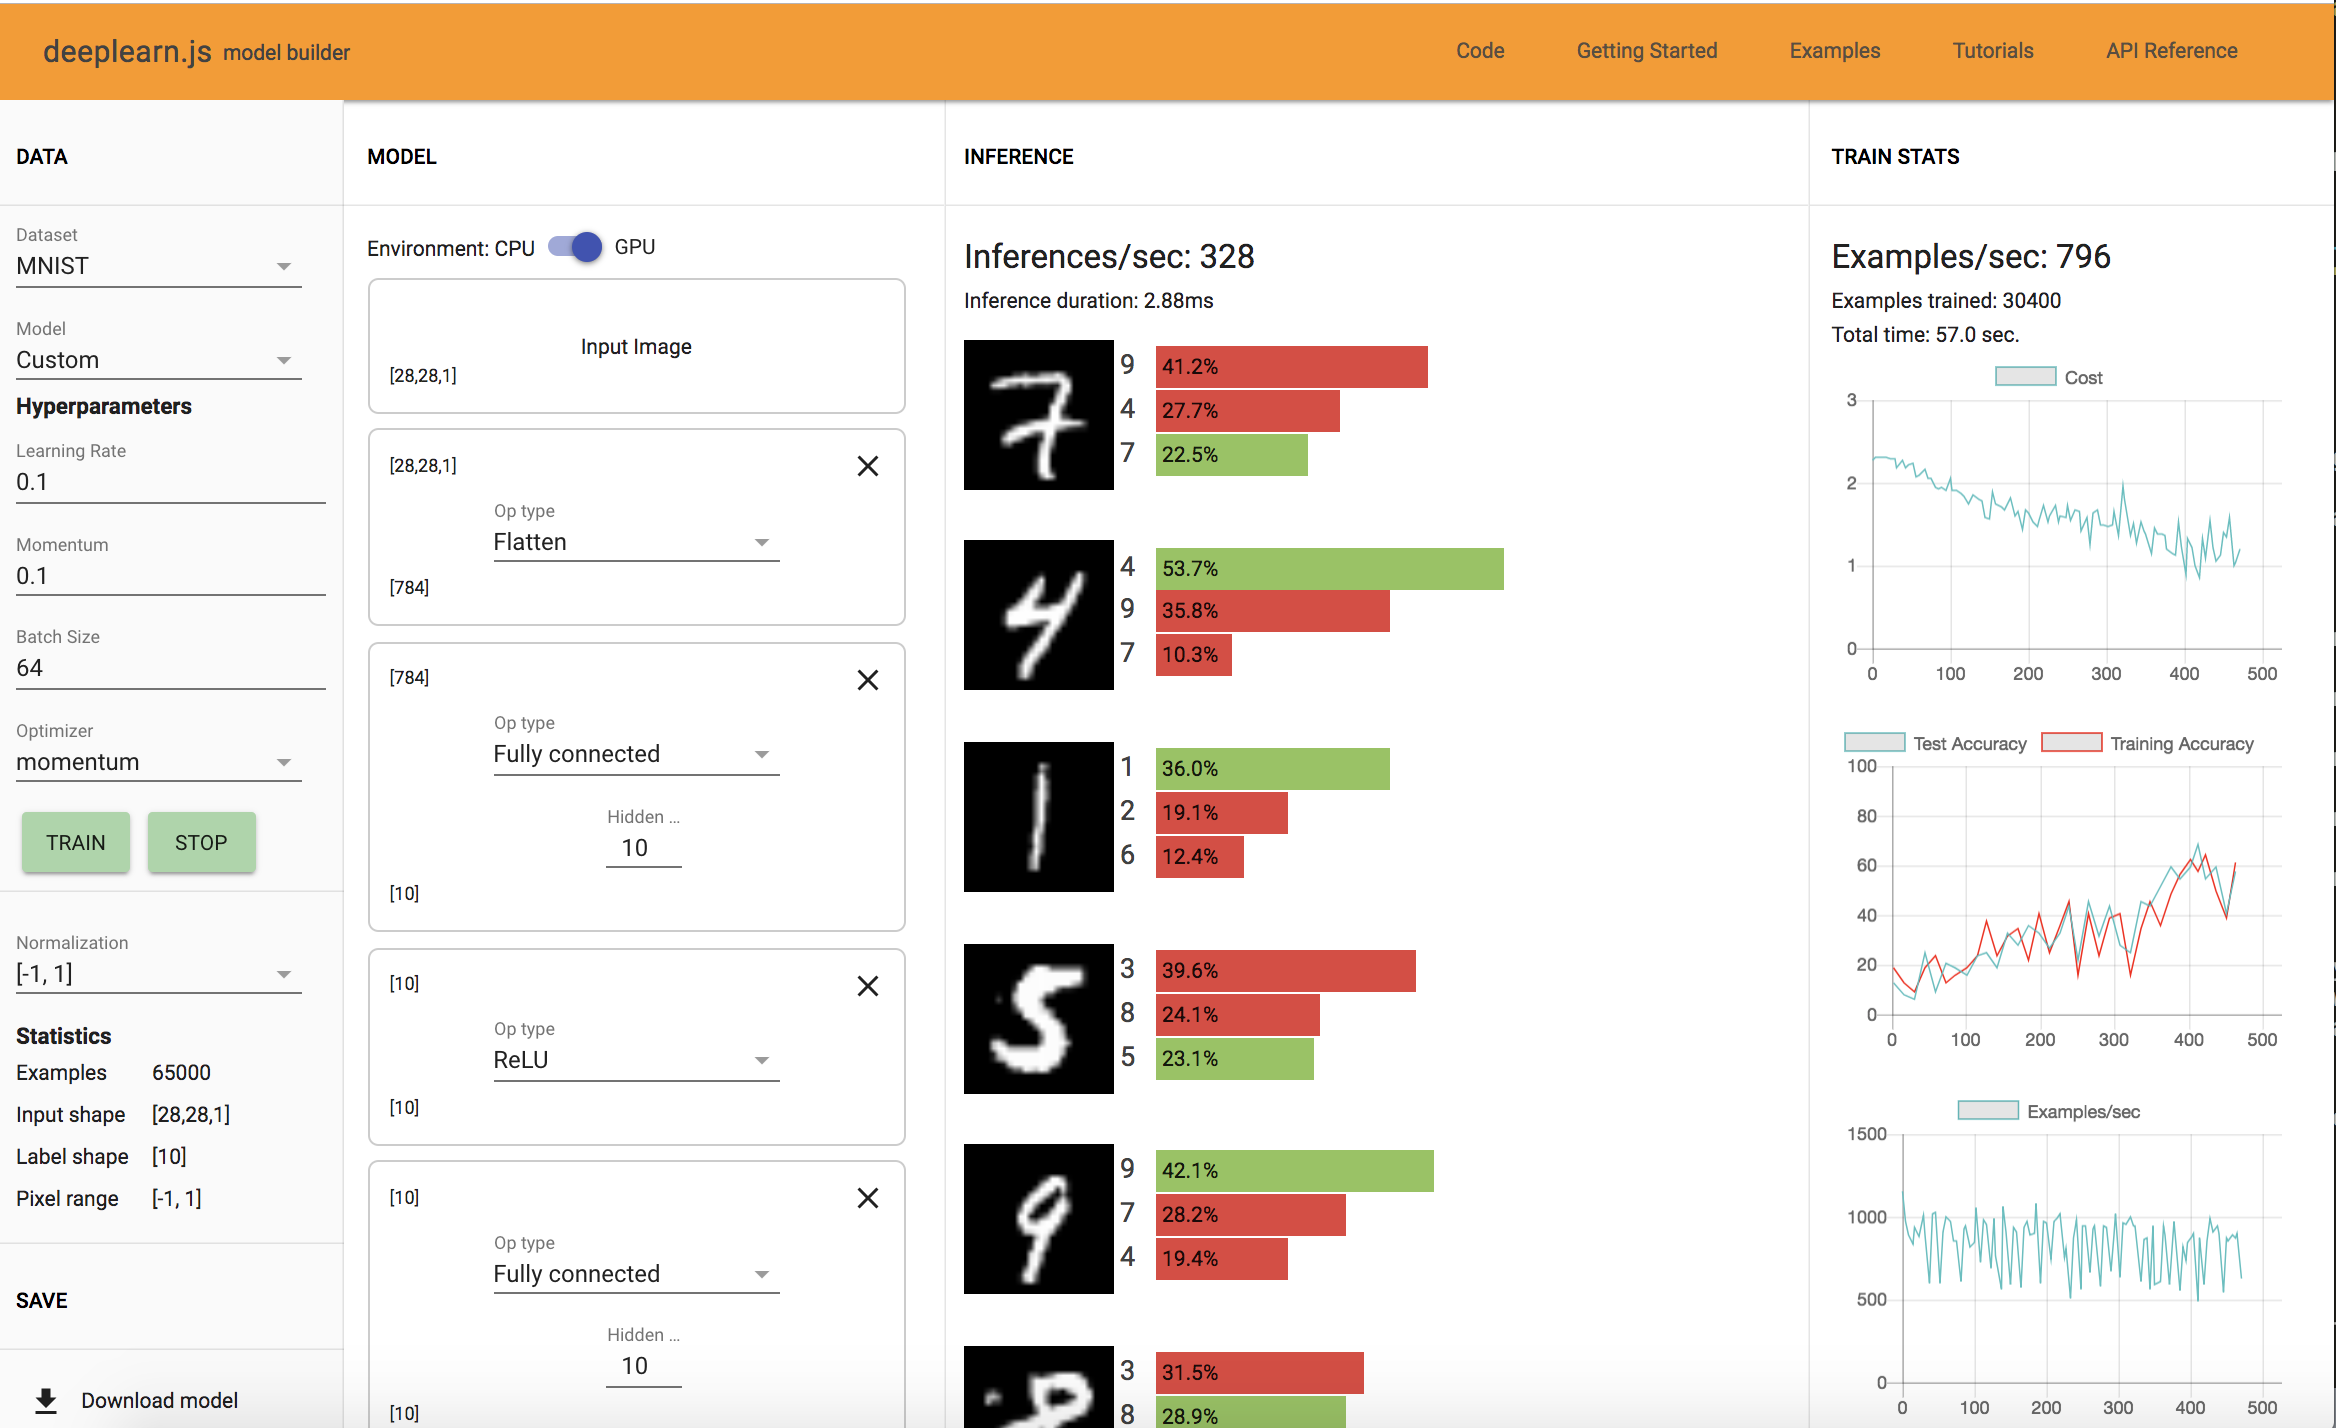 deeplearn.js model builder
Code Getting Started Examples Tutorials API Reference
DATA
Dataset
MNIST
Model
Custom
Hyperparameters
Learning Rate
0.1
Momentum
0.1
Batch Size
64
Optimizer
momentum
TRAIN STOP
Normalization
[-1, 1]
Statistics
Examples 65000
Input shape [28,28,1]
Label shape [10]
Pixel range [-1, 1]
SAVE
Download model
MODEL
Environment: CPU GPU
Input Image
[28,28,1]
[28,28,1]
Op type
Flatten
[784]
[784]
Op type
Fully connected
Hidden ...
10
[10]
[10]
Op type
ReLU
[10]
[10]
Op type
Fully connected
Hidden ...
10
[10]
INFERENCE
Inferences/sec: 328
Inference duration: 2.88ms
7
9 41.2%
4 27.7%
7 22.5%
4
4 53.7%
9 35.8%
7 10.3%
1
1 36.0%
2 19.1%
6 12.4%
5
3 39.6%
8 24.1%
5 23.1%
9
9 42.1%
7 28.2%
4 19.4%
3 31.5%
8 28.9%
TRAIN STATS
Examples/sec: 796
Examples trained: 30400
Total time: 57.0 sec.
Cost
3
2
1
0
0 100 200 300 400 500
Test Accuracy Training Accuracy
100
80
60
40
20
0
0 100 200 300 400 500
Examples/sec
1500
1000
500
0
0 100 200 300 400 500